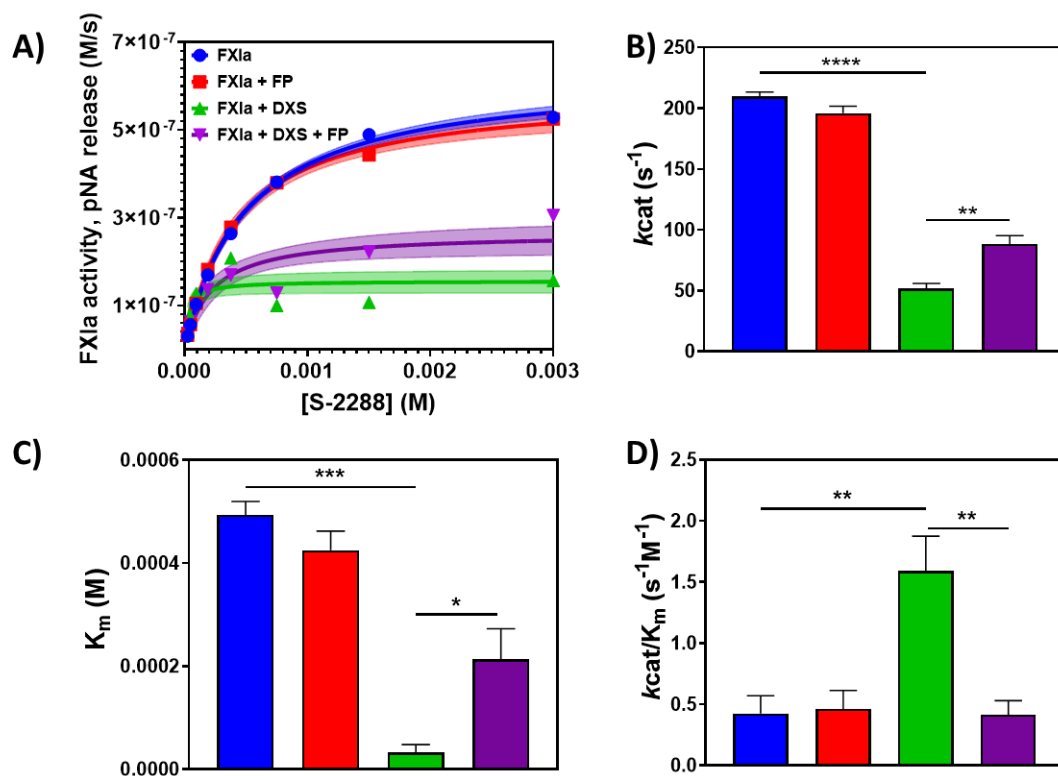 A)
FXIa activity, pNA release (M/s)
7×10-7
5×10-7
3×10-7
1×10-7
FXIa
FXIa + FP
FXIa + DXS
FXIa + DXS + FP
0.000
0.001
0.002
0.003
[S-2288] (M)
B)
kcat (s-1)
250
200
150
100
50
0
****
**
C)
Km (M)
0.0006
0.0004
0.0002
0.0000
***
*
D)
kcat/Km (s-1M-1)
2.5
2.0
1.5
1.0
0.5
0.0
**
**